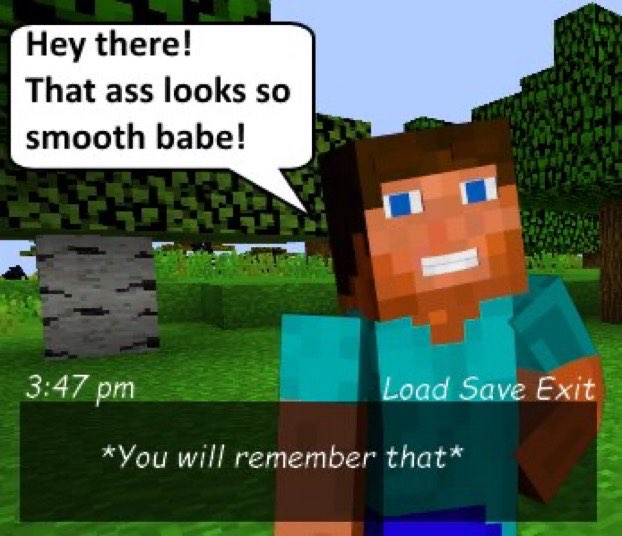 Hey there!
That ass looks so
smooth babe!
3:47 pm
Load Save Exit
*You will remember that*